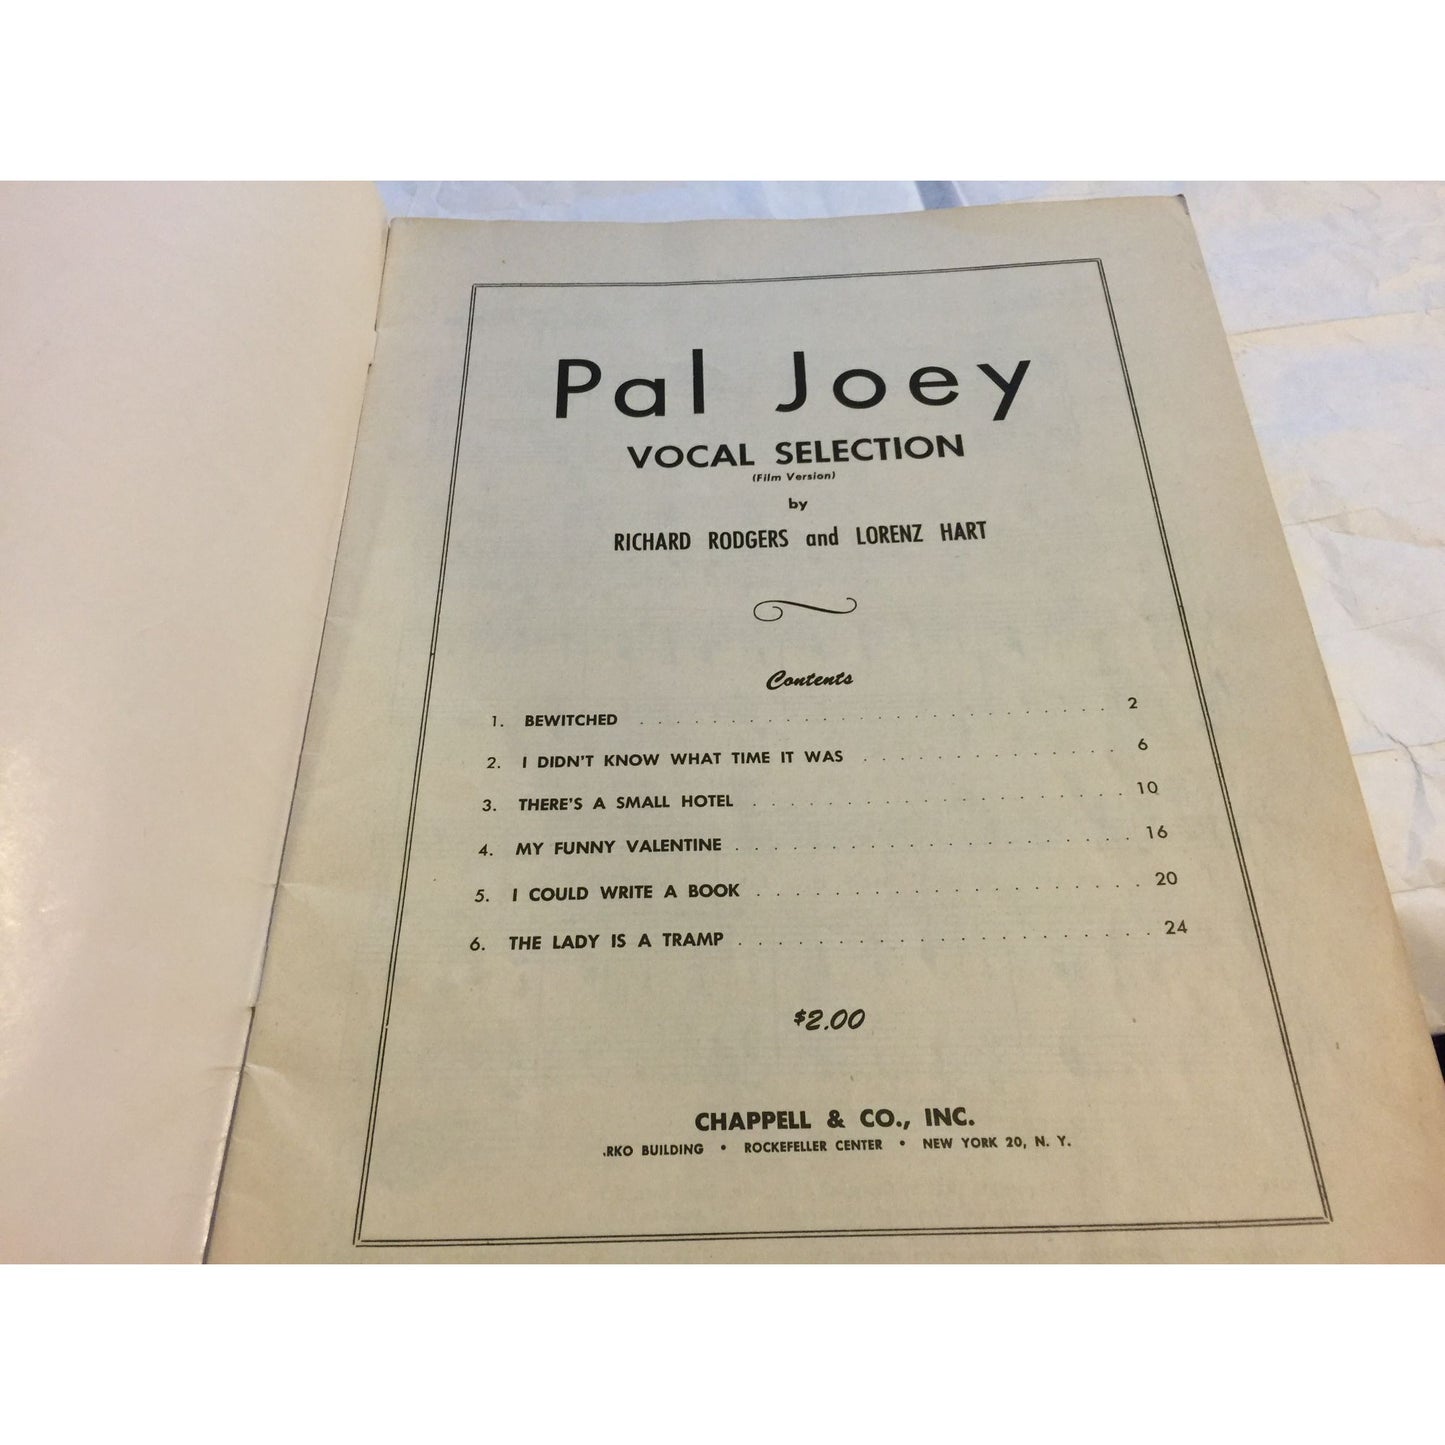 Pal Joey
VOCAL SELECTION
(Film Version)
by
RICHARD RODGERS and LORENZ HART
Contents
1. BEWITCHED . . . . . . . . . . . . . . . . . . . . . . . . . . 2
2. I DIDN'T KNOW WHAT TIME IT WAS . . . . . . . . . . . . . . 6
3. THERE'S A SMALL HOTEL . . . . . . . . . . . . . . . . . . . . 10
4. MY FUNNY VALENTINE . . . . . . . . . . . . . . . . . . . . . 16
5. I COULD WRITE A BOOK . . . . . . . . . . . . . . . . . . . . 20
6. THE LADY IS A TRAMP . . . . . . . . . . . . . . . . . . . . . 24
$2.00
CHAPPELL & CO., INC.
RKO BUILDING • ROCKEFELLER CENTER • NEW YORK 20, N. Y.